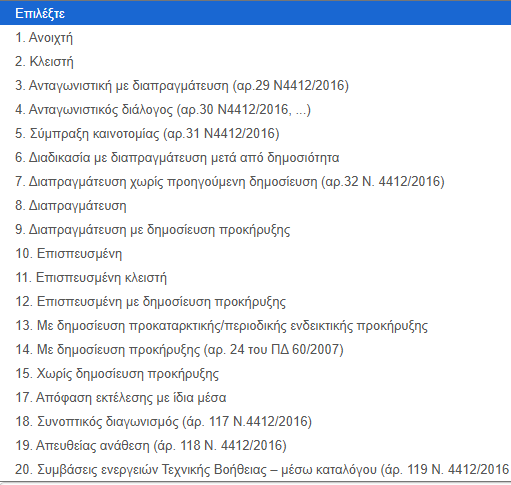 Επιλέξτε
1. Ανοιχτή
2. Κλειστή
3. Ανταγωνιστική με διαπραγμάτευση (αρ.29 Ν4412/2016)
4. Ανταγωνιστικός διάλογος (αρ.30 Ν4412/2016, ...)
5. Σύμπραξη καινοτομίας (αρ.31 Ν4412/2016)
6. Διαδικασία με διαπραγμάτευση μετά από δημοσιότητα
7. Διαπραγμάτευση χωρίς προηγούμενη δημοσίευση (αρ.32 Ν. 4412/2016)
8. Διαπραγμάτευση
9. Διαπραγμάτευση με δημοσίευση προκήρυξης
10. Επισπευσμένη
11. Επισπευσμένη κλειστή
12. Επισπευσμένη με δημοσίευση προκήρυξης
13. Με δημοσίευση προκαταρκτικής/περιοδικής ενδεικτικής προκήρυξης
14. Με δημοσίευση προκήρυξης (αρ. 24 του ΠΔ 60/2007)
15. Χωρίς δημοσίευση προκήρυξης
17. Απόφαση εκτέλεσης με ίδια μέσα
18. Συνοπτικός διαγωνισμός (άρ. 117 Ν.4412/2016)
19. Απευθείας ανάθεση (άρ. 118 Ν. 4412/2016)
20. Συμβάσεις ενεργειών Τεχνικής Βοήθειας – μέσω καταλόγου (άρ. 119 Ν. 4412/2016